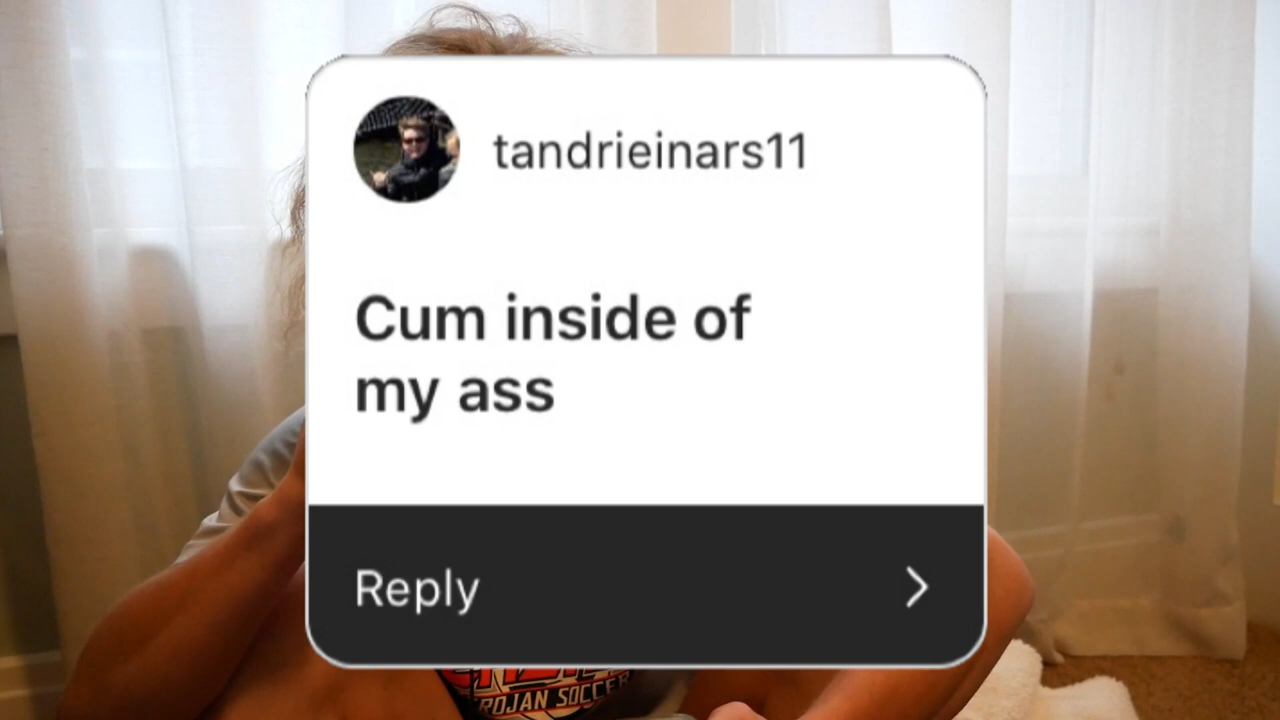 tandrieinars11
Cum inside of
my ass
Reply
ROJAN SOCCER